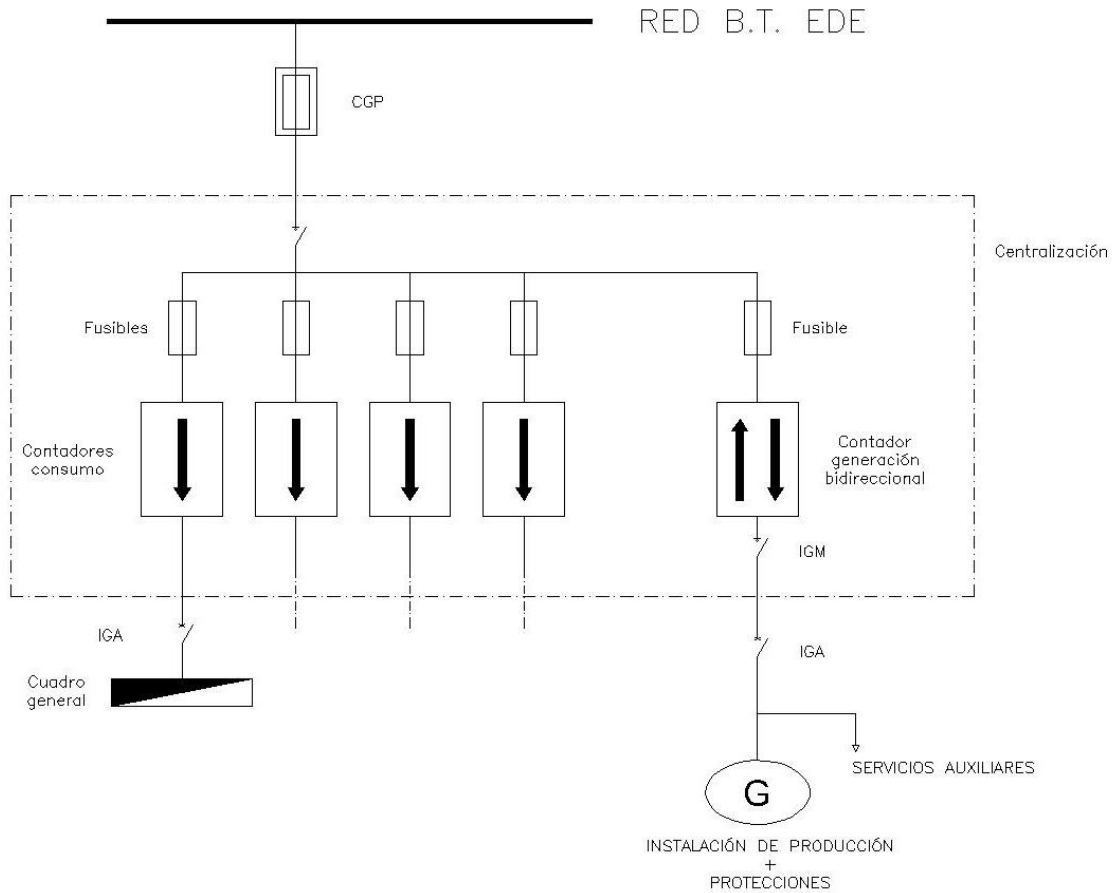 RED B.T. EDE
CGP
Centralización
Fusibles
Fusible
Contadores
consumo
Contador
generación
bidireccional
IGM
IGA
IGA
Cuadro
general
SERVICIOS AUXILIARES
G
INSTALACIÓN DE PRODUCCIÓN
+
PROTECCIONES